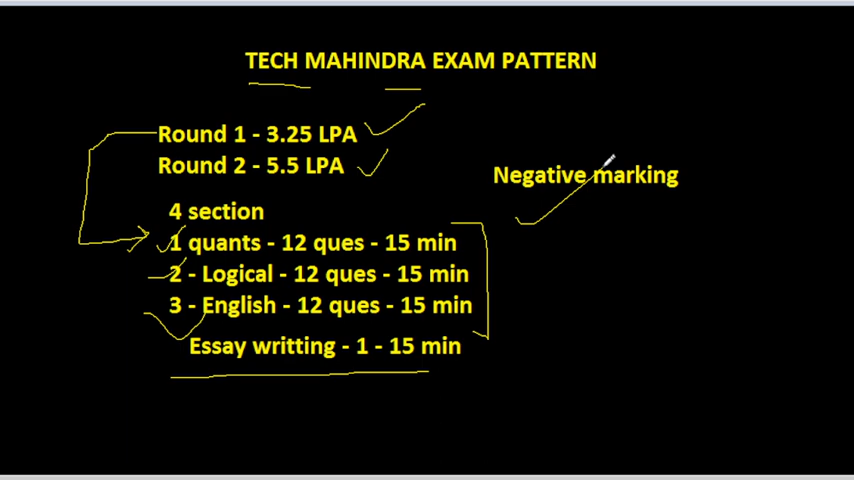 TECH MAHINDRA EXAM PATTERN
Round 1 - 3.25 LPA
Round 2 - 5.5 LPA
Negative marking
4 section
1 quants - 12 ques - 15 min
2 - Logical - 12 ques - 15 min
3 - English - 12 ques - 15 min
Essay writting - 1 - 15 min